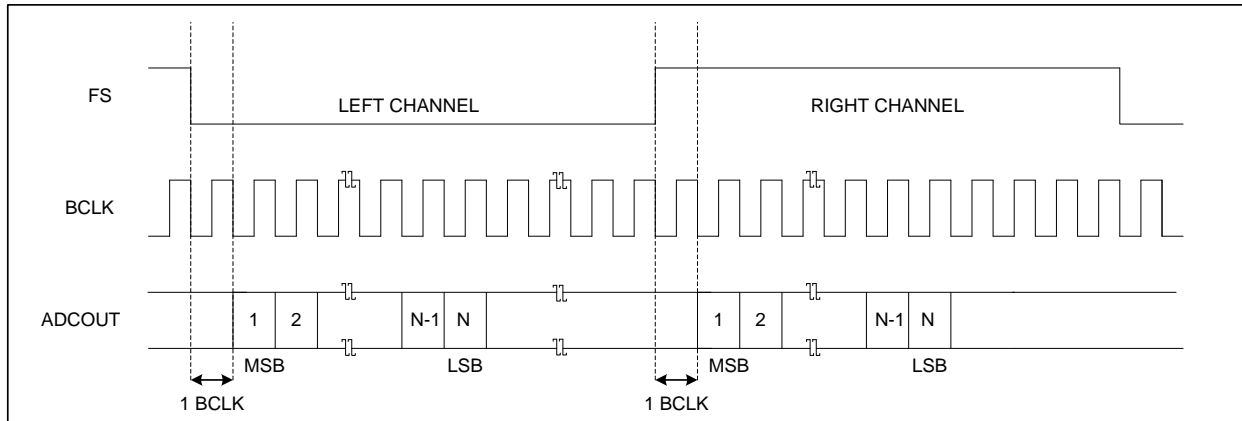 FS
LEFT CHANNEL
RIGHT CHANNEL
BCLK
ADCOUT
1 2 N-1 N 1 2 N-1 N
MSB LSB MSB LSB
1 BCLK 1 BCLK